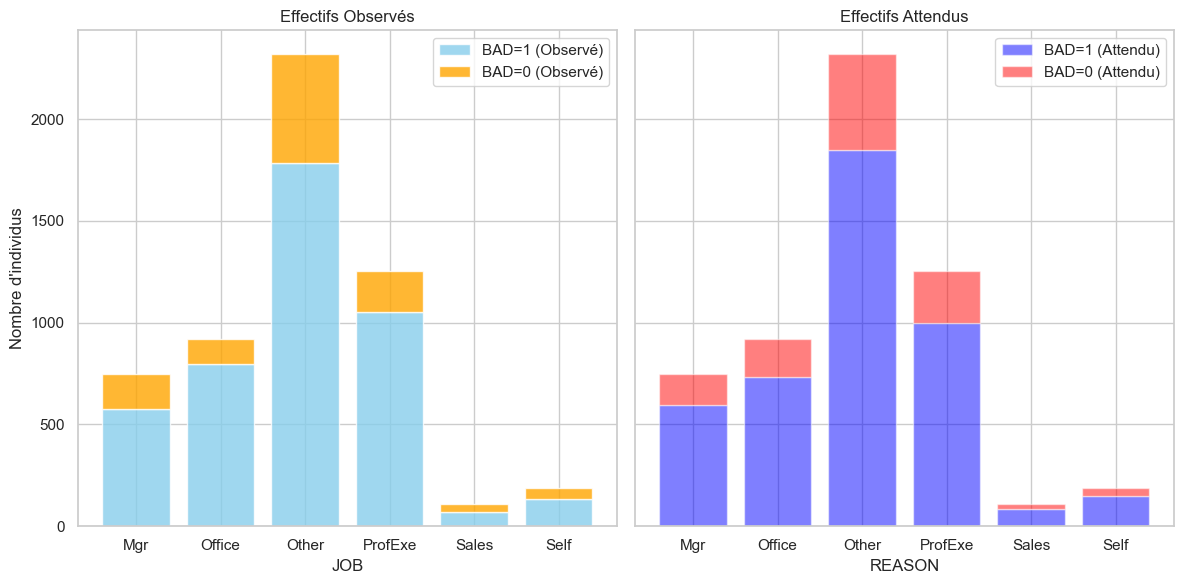 Effectifs Observés
BAD=1 (Observé)
BAD=0 (Observé)
Nombre d'individus
2000
1500
1000
500
0
Mgr Office Other ProfExe Sales Self
JOB
Effectifs Attendus
BAD=1 (Attendu)
BAD=0 (Attendu)
Mgr Office Other ProfExe Sales Self
REASON